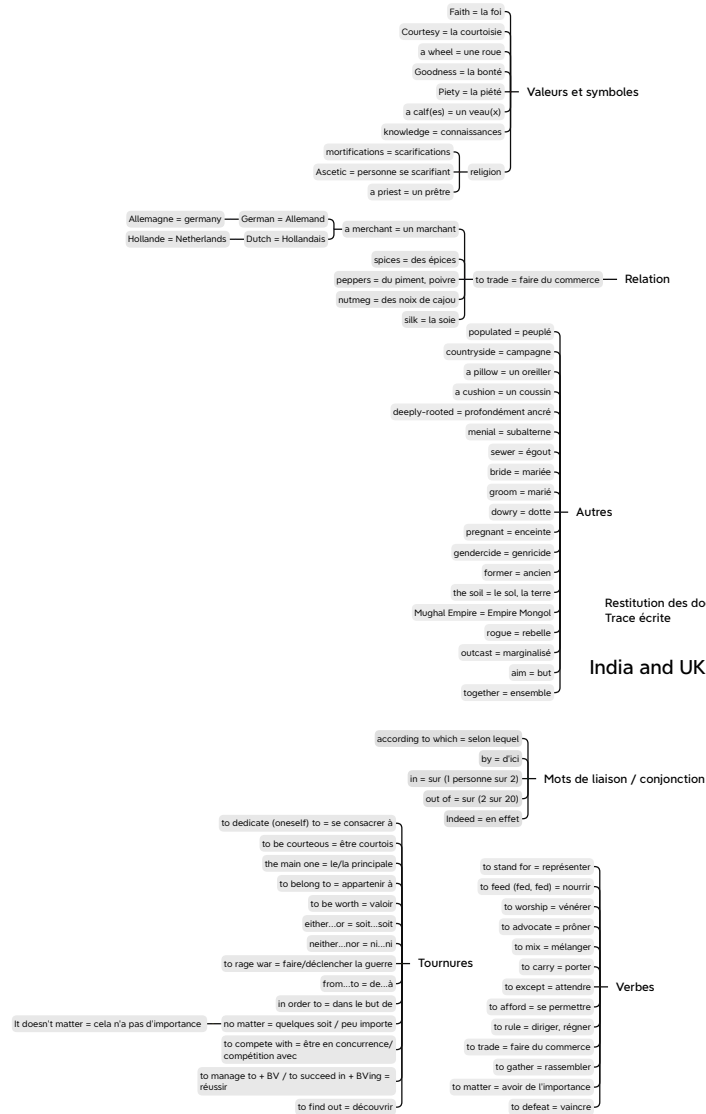 Faith = la foi
Courtesy = la courtoisie
a wheel = une roue
Goodness = la bonté
Piety = la piété
Valeurs et symboles
a calf(es) = un veau(x)
knowledge = connaissances
mortifications = scarifications
Ascetic = personne se scarifiant
religion
a priest = un prêtre
Allemagne = germany
German = Allemand
a merchant = un marchant
Hollande = Netherlands
Dutch = Hollandais
spices = des épices
peppers = du piment, poivre
to trade = faire du commerce
Relation
nutmeg = des noix de cajou
silk = la soie
populated = peuplé
countryside = campagne
a pillow = un oreiller
a cushion = un coussin
deeply-rooted = profondément ancré
menial = subalterne
sewer = égout
bride = mariée
groom = marié
dowry = dotte
Autres
pregnant = enceinte
gendercide = genricide
former = ancien
the soil = le sol, la terre
Mughal Empire = Empire Mongol
rogue = rebelle
outcast = marginalisé
aim = but
together = ensemble
Restitution des do
Trace écrite
India and UK
according to which = selon lequel
by = d'ici
in = sur (1 personne sur 2)
Mots de liaison / conjonction
out of = sur (2 sur 20)
Indeed = en effet
to dedicate (oneself) to = se consacrer à
to be courteous = être courtois
the main one = le/la principale
to belong to = appartenir à
to be worth = valoir
either...or = soit...soit
neither...nor = ni...ni
to rage war = faire/déclencher la guerre
Tournures
from...to = de...à
in order to = dans le but de
It doesn't matter = cela n'a pas d'importance
no matter = quelques soit / peu importe
to compete with = être en concurrence/
compétition avec
to manage to + BV / to succeed in + BVing =
réussir
to find out = découvrir
to stand for = représenter
to feed (fed, fed) = nourrir
to worship = vénérer
to advocate = prôner
to mix = mélanger
to carry = porter
to except = attendre
Verbes
to afford = se permettre
to rule = diriger, régner
to trade = faire du commerce
to gather = rassembler
to matter = avoir de l'importance
to defeat = vaincre